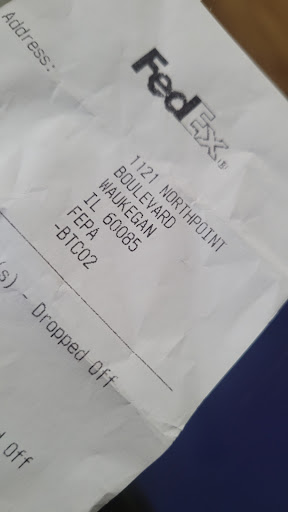 FedEx®
Address:
1121 NORTHPOINT
BOULEVARD
WAUKEGAN
IL 60085
FEPA
-BTC02
(s) - Dropped Off
Off